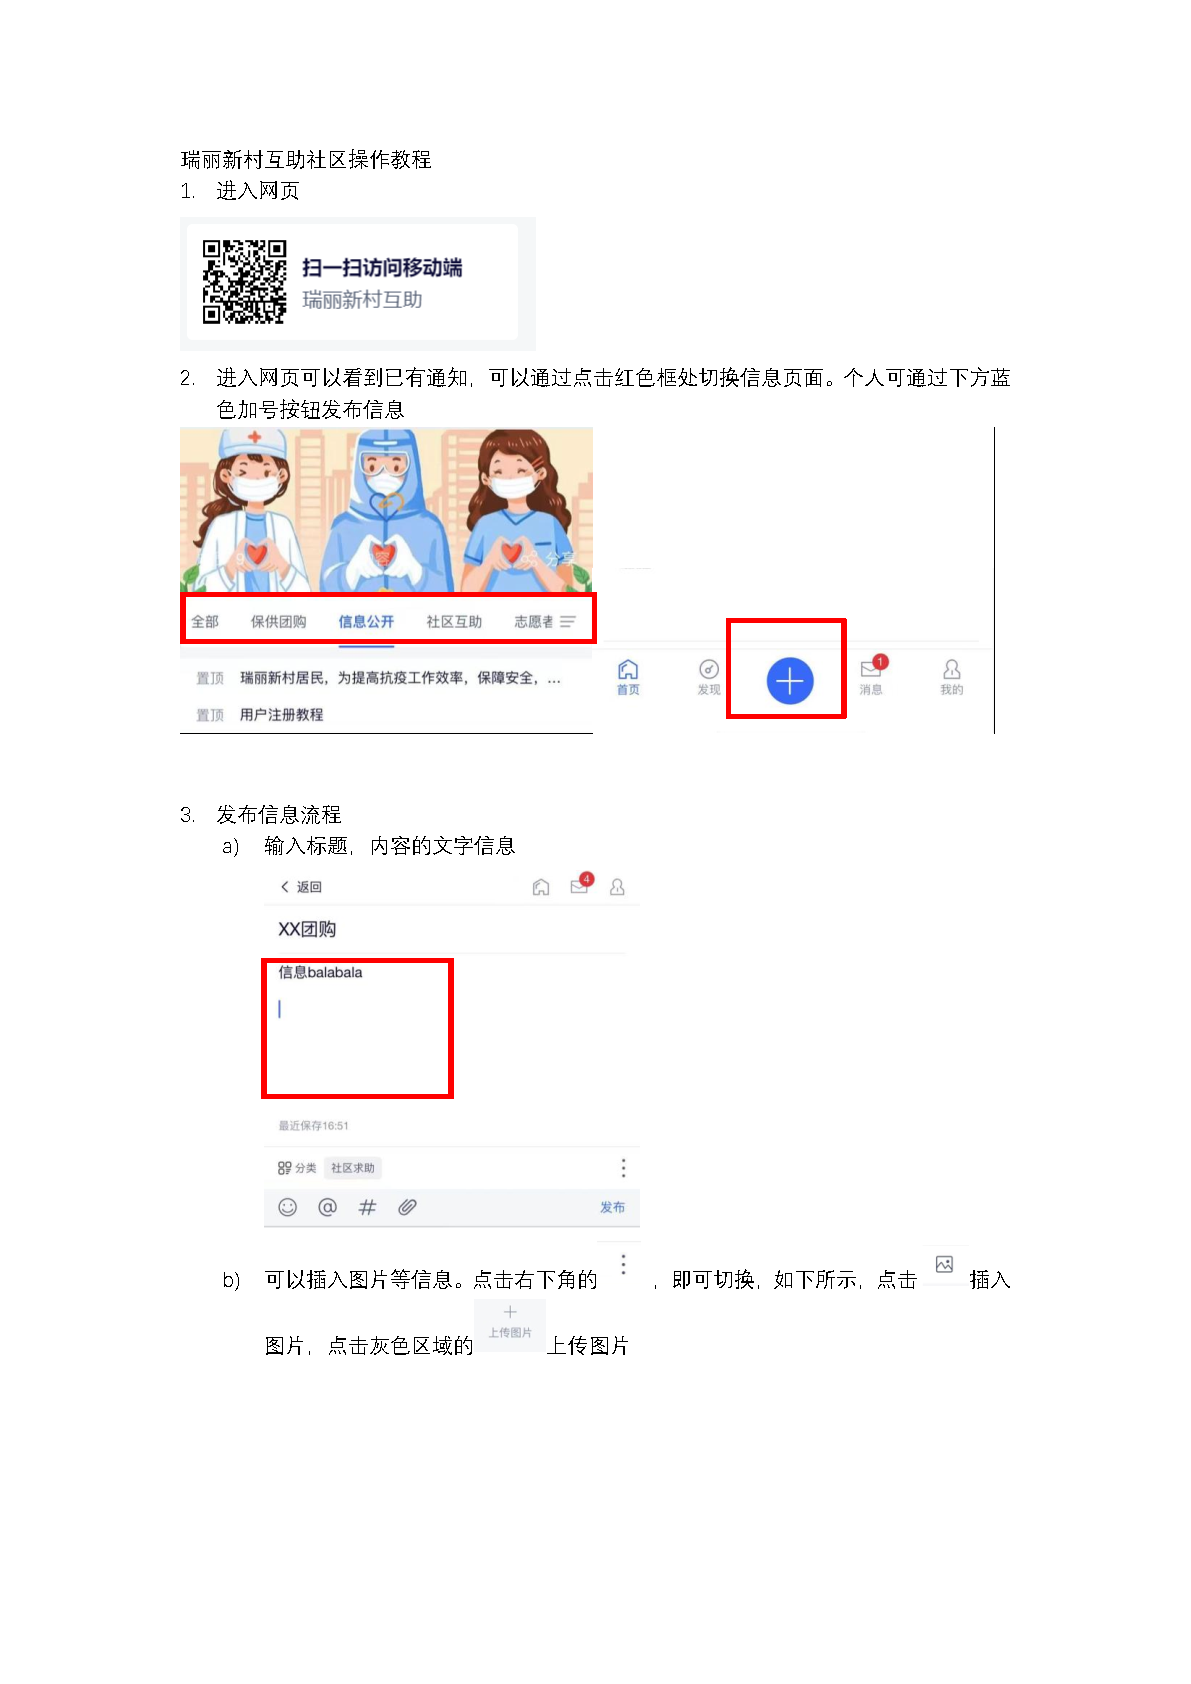 瑞丽新村互助社区操作教程
1. 进入网页
扫一扫访问移动端
瑞丽新村互助
2. 进入网页可以看到已有通知，可以通过点击红色框处切换信息页面。个人可通过下方蓝
色加号按钮发布信息
分享
全部 保供团购 信息公开 社区互助 志愿者
置顶 瑞丽新村居民，为提高抗疫工作效率，保障安全，...
置顶 用户注册教程
1
首页 发现 消息 我的
3. 发布信息流程
a) 输入标题，内容的文字信息
返回 4
XX团购
信息balabala
最近保存16:51
分类 社区求助
@ # 发布
b) 可以插入图片等信息。点击右下角的 ，即可切换，如下所示，点击 插入
图片，点击灰色区域的 上传图片 上传图片